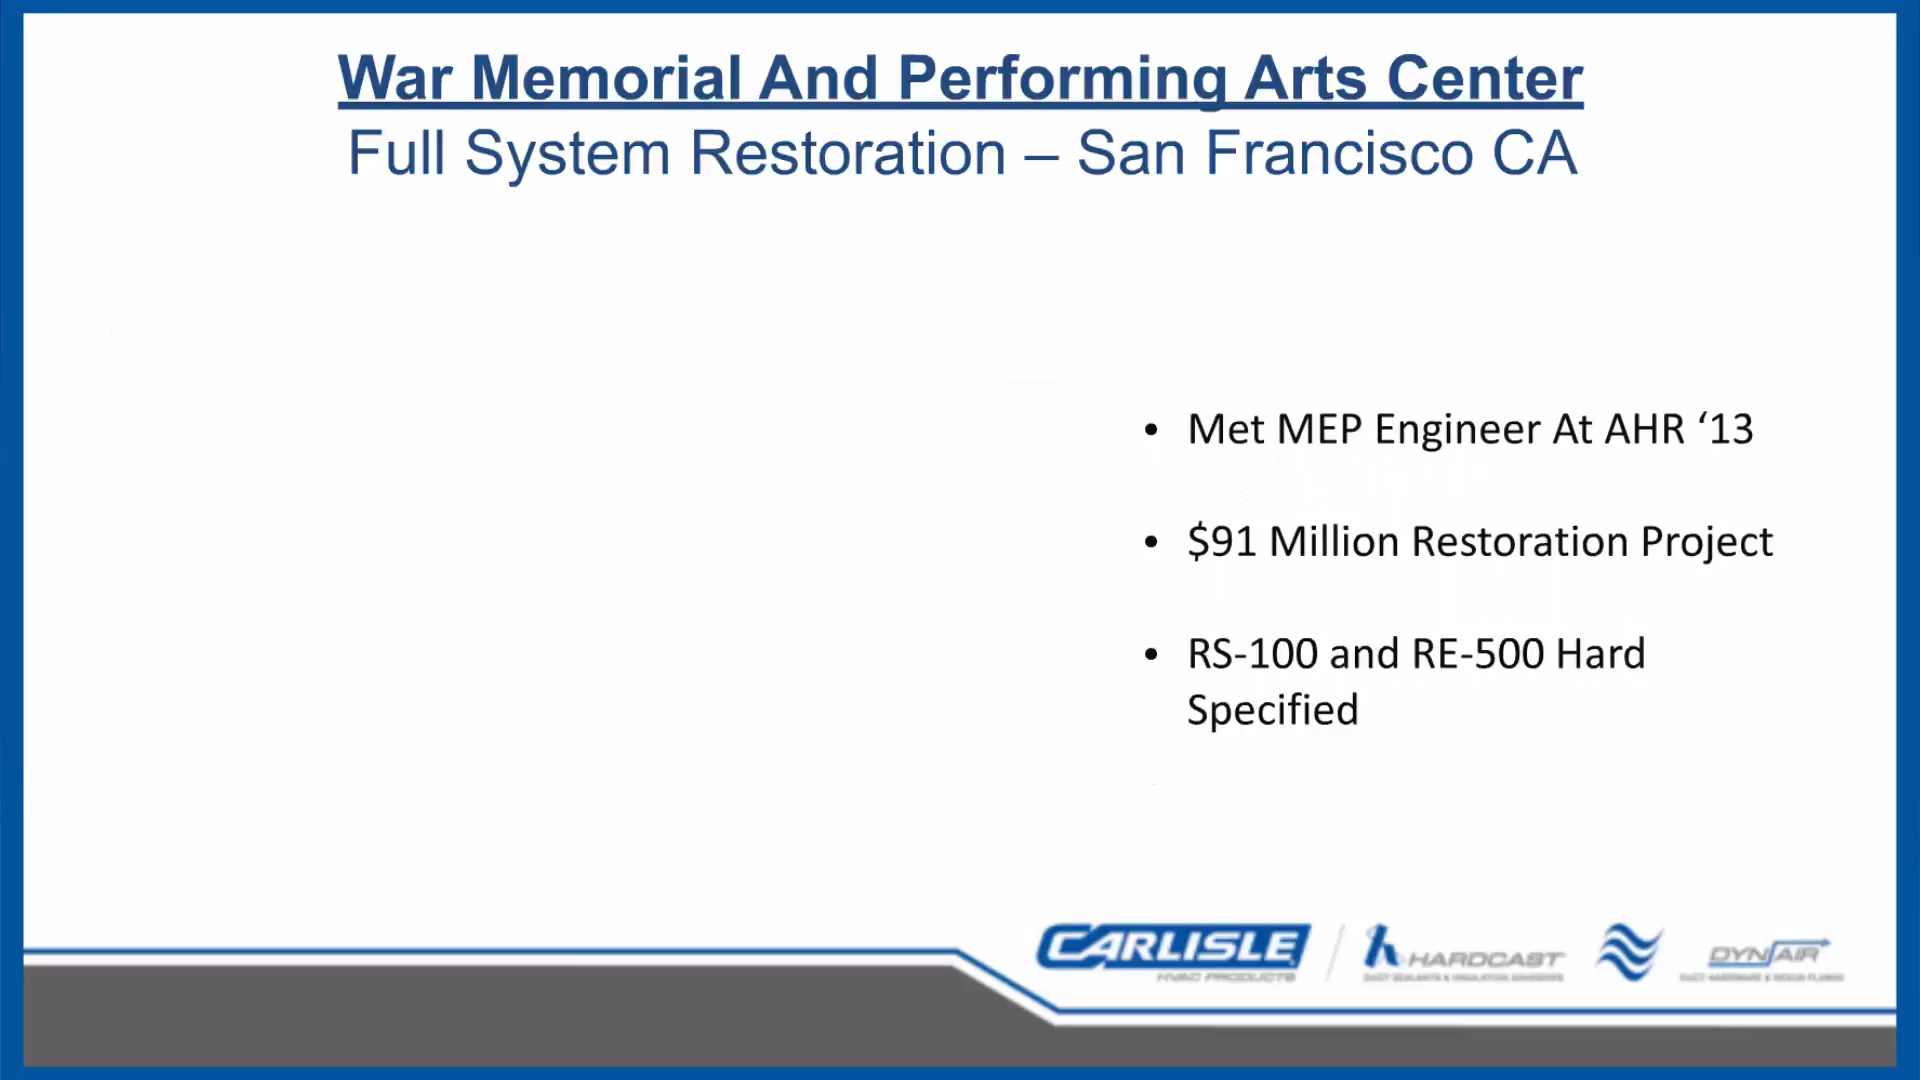 War Memorial And Performing Arts Center
Full System Restoration – San Francisco CA
• Met MEP Engineer At AHR ‘13
• $91 Million Restoration Project
• RS-100 and RE-500 Hard
Specified
CARLISLE
HVAC PRODUCTS
HARDCAST
DYNAIR